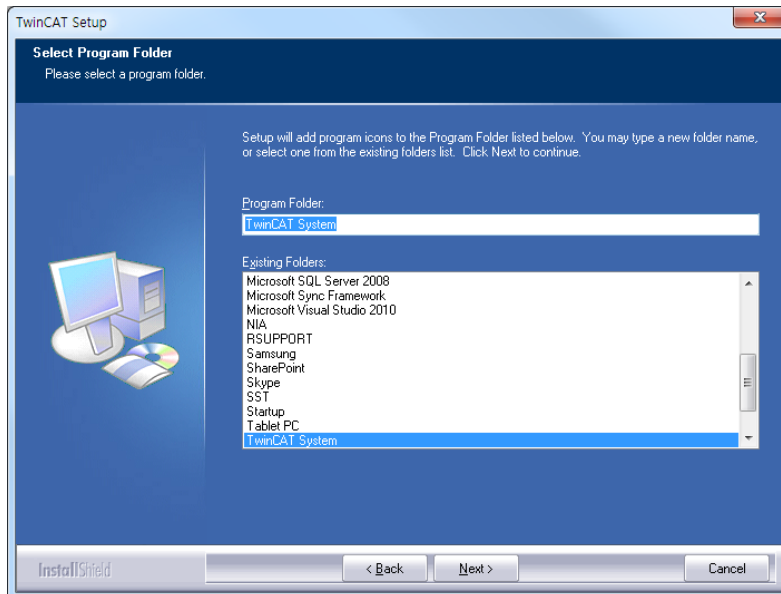 TwinCAT Setup
Select Program Folder
Please select a program folder.
Setup will add program icons to the Program Folder listed below. You may type a new folder name,
or select one from the existing folders list. Click Next to continue.
Program Folder:
TwinCAT System
Existing Folders:
Microsoft SQL Server 2008
Microsoft Sync Framework
Microsoft Visual Studio 2010
NIA
RSUPPORT
Samsung
SharePoint
Skype
SST
Startup
Tablet PC
TwinCAT System
InstallShield
< Back
Next >
Cancel